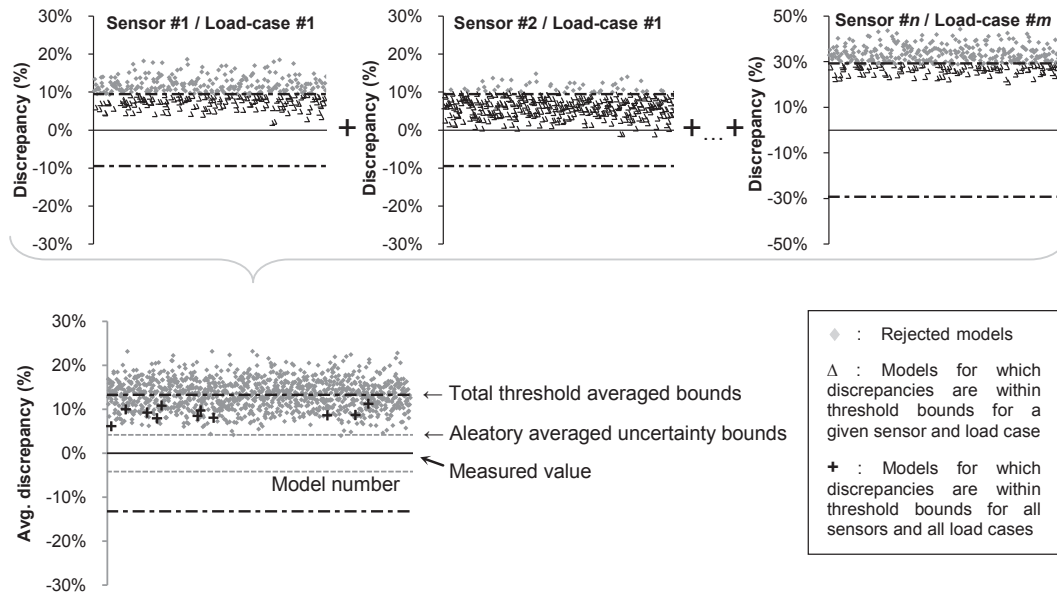 Sensor #1 / Load-case #1
Discrepancy (%)
30%
20%
10%
0%
-10%
-20%
-30%
+
Sensor #2 / Load-case #1
Discrepancy (%)
30%
20%
10%
0%
-10%
-20%
-30%
+ ... +
Sensor #n / Load-case #m
Discrepancy (%)
50%
30%
10%
-10%
-30%
-50%
Avg. discrepancy (%)
30%
20%
10%
0%
-10%
-20%
-30%
← Total threshold averaged bounds
← Aleatory averaged uncertainty bounds
Measured value
Model number
◆ : Rejected models
Δ : Models for which
discrepancies are within
threshold bounds for a
given sensor and load case
+ : Models for which
discrepancies are within
threshold bounds for all
sensors and all load cases